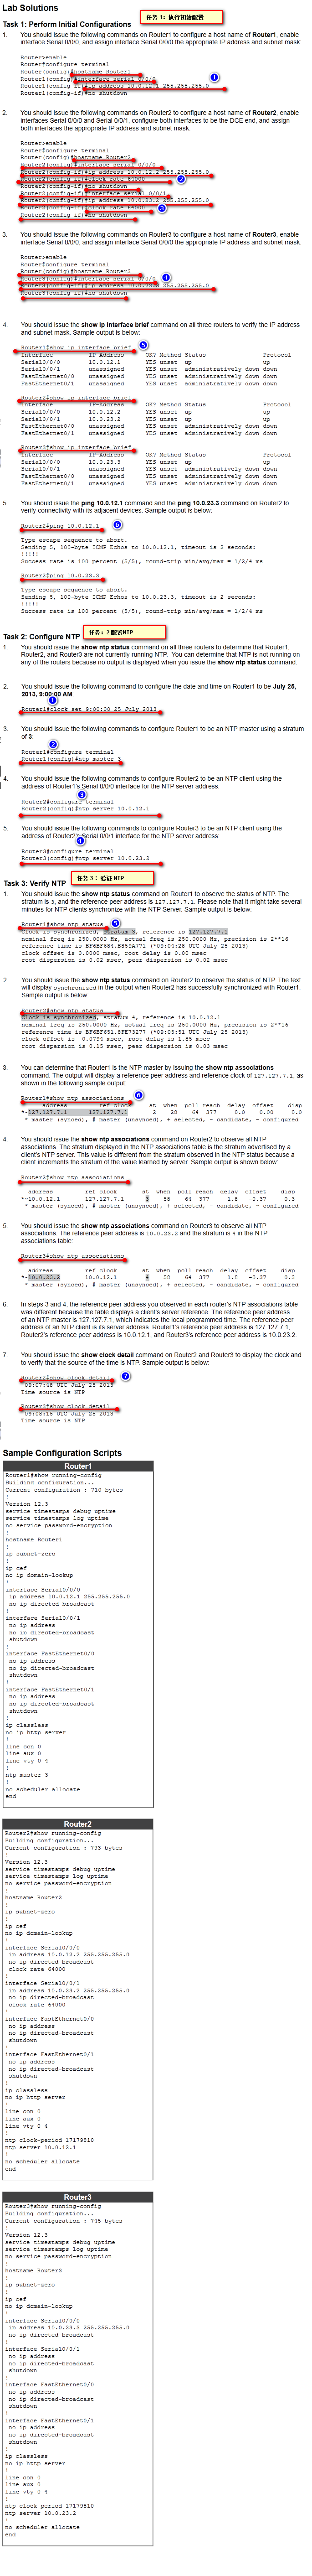 Lab Solutions
Task 1: Perform Initial Configurations
任务1:执行初始配置
1. You should issue the following commands on Router1 to configure a host name of Router1, enable
interface Serial 0/0/0, and assign interface Serial 0/0/0 the appropriate IP address and subnet mask:
Router>enable
Router#configure terminal
Router(config)#hostname Router1
Router1(config)#interface serial 0/0/0
Router1(config-if)#ip address 10.0.12.1 255.255.255.0
Router1(config-if)#no shutdown
2. You should issue the following commands on Router2 to configure a host name of Router2, enable
interfaces Serial 0/0/0 and Serial 0/0/1, configure both interfaces to be the DCE end, and assign
both interfaces the appropriate IP address and subnet mask:
Router>enable
Router#configure terminal
Router(config)#hostname Router2
Router2(config)#interface serial 0/0/0
Router2(config-if)#ip address 10.0.12.2 255.255.255.0
Router2(config-if)#clock rate 64000
Router2(config-if)#no shutdown
Router2(config-if)#interface serial 0/0/1
Router2(config-if)#ip address 10.0.23.2 255.255.255.0
Router2(config-if)#clock rate 64000
Router2(config-if)#no shutdown
3. You should issue the following commands on Router3 to configure a host name of Router3, enable
interface Serial 0/0/0, and assign interface Serial 0/0/0 the appropriate IP address and subnet mask:
Router>enable
Router#configure terminal
Router(config)#hostname Router3
Router3(config)#interface serial 0/0/0
Router3(config-if)#ip address 10.0.23.3 255.255.255.0
Router3(config-if)#no shutdown
4. You should issue the show ip interface brief command on all three routers to verify the IP address
and subnet mask. Sample output is below:
Router1#show ip interface brief
Interface IP-Address OK? Method Status Protocol
Serial0/0/0 10.0.12.1 YES unset up up
Serial0/0/1 unassigned YES unset administratively down down
FastEthernet0/0 unassigned YES unset administratively down down
FastEthernet0/1 unassigned YES unset administratively down down
Router2#show ip interface brief
Interface IP-Address OK? Method Status Protocol
Serial0/0/0 10.0.12.2 YES unset up up
Serial0/0/1 10.0.23.2 YES unset up up
FastEthernet0/0 unassigned YES unset administratively down down
FastEthernet0/1 unassigned YES unset administratively down down
Router3#show ip interface brief
Interface IP-Address OK? Method Status Protocol
Serial0/0/0 10.0.23.3 YES unset up up
Serial0/0/1 unassigned YES unset administratively down down
FastEthernet0/0 unassigned YES unset administratively down down
FastEthernet0/1 unassigned YES unset administratively down down
5. You should issue the ping 10.0.12.1 command and the ping 10.0.23.3 command on Router2 to
verify connectivity with its adjacent devices. Sample output is below:
Router2#ping 10.0.12.1
Type escape sequence to abort.
Sending 5, 100-byte ICMP Echos to 10.0.12.1, timeout is 2 seconds:
!!!!!
Success rate is 100 percent (5/5), round-trip min/avg/max = 1/2/4 ms
Router2#ping 10.0.23.3
Type escape sequence to abort.
Sending 5, 100-byte ICMP Echos to 10.0.23.3, timeout is 2 seconds:
!!!!!
Success rate is 100 percent (5/5), round-trip min/avg/max = 1/2/4 ms
Task 2: Configure NTP
任务:2 配置NTP
1. You should issue the show ntp status command on all three routers to determine that Router1,
Router2, and Router3 are not currently running NTP. You can determine that NTP is not running on
any of the routers because no output is displayed when you issue the show ntp status command.
2. You should issue the following command to configure the date and time on Router1 to be July 25,
2013, 9:00:00 AM:
Router1#clock set 9:00:00 25 July 2013
3. You should issue the following commands to configure Router1 to be an NTP master using a stratum
of 3:
Router1#configure terminal
Router1(config)#ntp master 3
4. You should issue the following commands to configure Router2 to be an NTP client using the
address of Router1's Serial 0/0/0 interface for the NTP server address:
Router2#configure terminal
Router2(config)#ntp server 10.0.12.1
5. You should issue the following commands to configure Router3 to be an NTP client using the
address of Router2's Serial 0/0/1 interface for the NTP server address:
Router3#configure terminal
Router3(config)#ntp server 10.0.23.2
Task 3: Verify NTP
任务3:验证 NTP
1. You should issue the show ntp status command on Router1 to observe the status of NTP. The
stratum is 3, and the reference peer address is 127.127.7.1. Please note that it might take several
minutes for NTP clients synchronize with the NTP Server. Sample output is below:
Router1#show ntp status
Clock is synchronized, stratum 3, reference is 127.127.7.1
nominal freq is 250.0000 Hz, actual freq is 250.0000 Hz, precision is 2**16
clock offset is 0.0000 msec, root delay is 0.00 msec
root dispersion is 0.02 msec, peer dispersion is 0.02 msec
2. You should issue the show ntp status command on Router2 to observe the status of NTP. The text
will display synchronized in the output when Router2 has successfully synchronized with Router1.
Sample output is below:
Router2#show ntp status
Clock is synchronized, stratum 4, reference is 10.0.12.1
nominal freq is 250.0000 Hz, actual freq is 250.0000 Hz, precision is 2**16
clock offset is -0.0794 msec, root delay is 1.55 msec
root dispersion is 0.15 msec, peer dispersion is 0.03 msec
3. You can determine that Router1 is the NTP master by issuing the show ntp associations
command. The output will display a reference peer address and reference clock of 127.127.7.1, as
shown in the following sample output:
Router1#show ntp associations
address ref clock st when poll reach delay offset disp
*~127.127.7.1 127.127.7.1 2 28 64 377 0.0 0.00 0.0
* master (synced), # master (unsynced), + selected, - candidate, ~ configured
4. You should issue the show ntp associations command on Router2 to observe all NTP
associations. The stratum displayed in the NTP associations table is the stratum advertised by a
client's NTP server. This value is different from the stratum observed in the NTP status because a
client increments the stratum of the value learned by server. Sample output is shown below:
Router2#show ntp associations
address ref clock st when poll reach delay offset disp
*~10.0.12.1 127.127.7.1 3 58 64 377 1.8 -0.37 0.3
* master (synced), # master (unsynced), + selected, - candidate, ~ configured
5. You should issue the show ntp associations command on Router3 to observe all NTP
associations. The reference peer address is 10.0.23.2 and the stratum is 4 in the NTP
associations table:
Router3#show ntp associations
address ref clock st when poll reach delay offset disp
*~10.0.23.2 10.0.12.1 4 58 64 377 1.8 -0.37 0.3
* master (synced), # master (unsynced), + selected, - candidate, ~ configured
6. In steps 3 and 4, the reference peer address you observed in each router's NTP associations table
was different because the table displays a client's server reference. The reference peer address
of an NTP master is 127.127.7.1, which indicates the local programmed time. The reference peer
address of an NTP client is its server address. Router1's reference peer address is 127.127.7.1,
Router2's reference peer address is 10.0.12.1, and Router3's reference peer address is 10.0.23.2.
7. You should issue the show clock detail command on Router2 and Router3 to display the clock and
to verify that the source of time is NTP. Sample output is below:
Router2#show clock detail
Time source is NTP
Router3#show clock detail
Time source is NTP
Sample Configuration Scripts
Router1
Router1#show running-config
Building configuration...
Current configuration : 710 bytes
!
Version 12.3
service timestamps debug uptime
service timestamps log uptime
no service password-encryption
!
hostname Router1
!
ip subnet-zero
!
ip cef
no ip domain-lookup
!
interface Serial0/0/0
ip address 10.0.12.1 255.255.255.0
no ip directed-broadcast
!
interface Serial0/0/1
no ip address
no ip directed-broadcast
shutdown
!
interface FastEthernet0/0
no ip address
no ip directed-broadcast
shutdown
!
interface FastEthernet0/1
no ip address
no ip directed-broadcast
shutdown
!
ip classless
no ip http server
!
line con 0
line aux 0
line vty 0 4
!
ntp master 3
!
no scheduler allocate
end
Router2
Router2#show running-config
Building configuration...
Current configuration : 793 bytes
!
Version 12.3
service timestamps debug uptime
service timestamps log uptime
no service password-encryption
!
hostname Router2
!
ip subnet-zero
!
ip cef
no ip domain-lookup
!
interface Serial0/0/0
ip address 10.0.12.2 255.255.255.0
no ip directed-broadcast
clock rate 64000
!
interface Serial0/0/1
ip address 10.0.23.2 255.255.255.0
no ip directed-broadcast
clock rate 64000
!
interface FastEthernet0/0
no ip address
no ip directed-broadcast
shutdown
!
interface FastEthernet0/1
no ip address
no ip directed-broadcast
shutdown
!
ip classless
no ip http server
!
line con 0
line aux 0
line vty 0 4
!
ntp clock-period 17179810
ntp server 10.0.12.1
!
no scheduler allocate
end
Router3
Router3#show running-config
Building configuration...
Current configuration : 745 bytes
!
Version 12.3
service timestamps debug uptime
service timestamps log uptime
no service password-encryption
!
hostname Router3
!
ip subnet-zero
!
ip cef
no ip domain-lookup
!
interface Serial0/0/0
ip address 10.0.23.3 255.255.255.0
no ip directed-broadcast
!
interface Serial0/0/1
no ip address
no ip directed-broadcast
shutdown
!
interface FastEthernet0/0
no ip address
no ip directed-broadcast
shutdown
!
interface FastEthernet0/1
no ip address
no ip directed-broadcast
shutdown
!
ip classless
no ip http server
!
line con 0
line aux 0
line vty 0 4
!
ntp clock-period 17179810
ntp server 10.0.23.2
!
no scheduler allocate
end